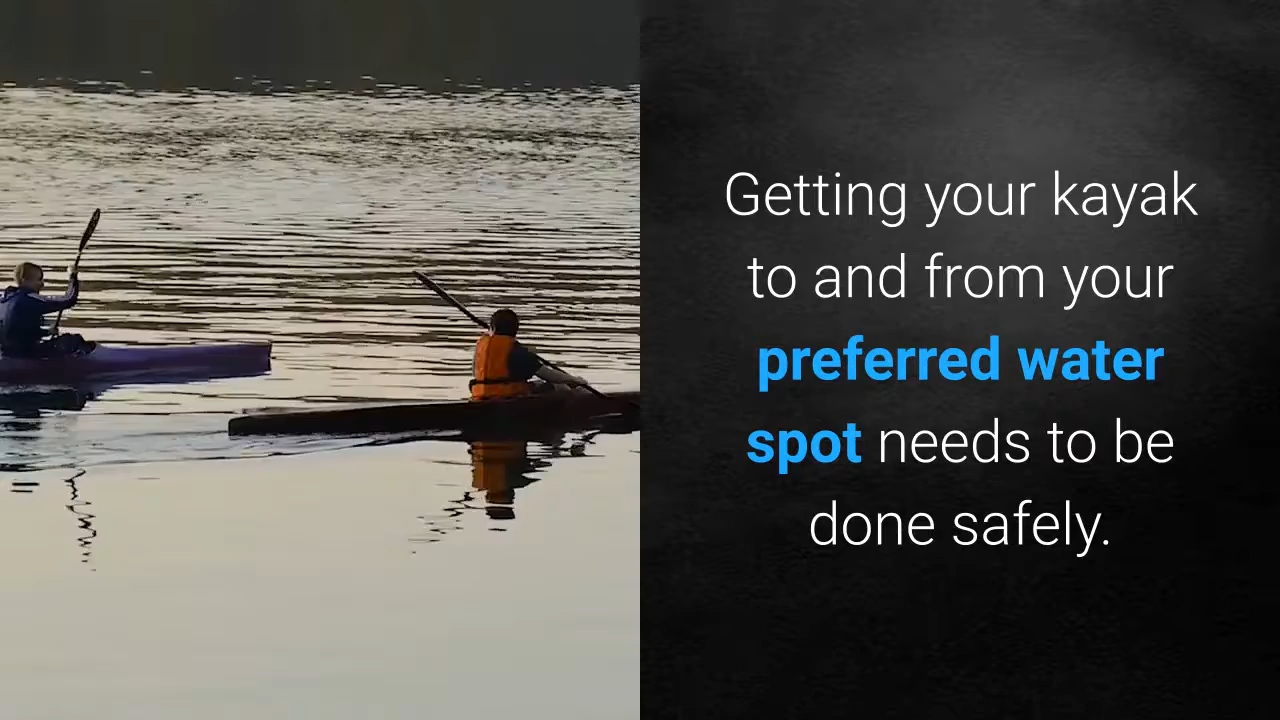 Getting your kayak
to and from your
preferred water
spot needs to be
done safely.